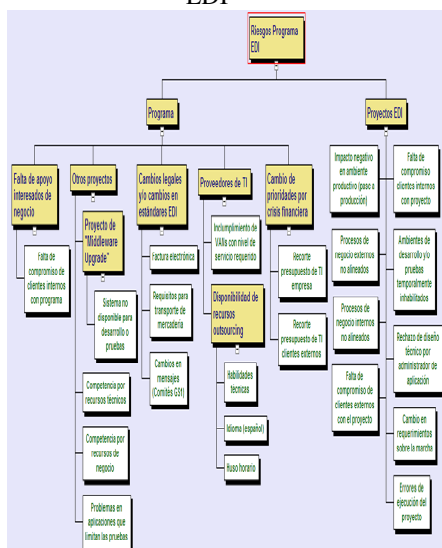 EDI
Riesgos Programa
EDI
Programa
Proyectos EDI
Falta de apoyo
interesados de
negocio
Falta de
compromiso de
clientes internos
con programa
Otros proyectos
Proyecto de
"Middleware
Upgrade"
Sistema no
disponible para
desarrollo o
pruebas
Competencia por
recursos técnicos
Competencia por
recursos de
negocio
Problemas en
aplicaciones que
limitan las pruebas
Cambios legales
y/o cambios en
estándares EDI
Factura electrónica
Requisitos para
transporte de
mercadería
Cambios en
mensajes
(Comités GS1)
Proveedores de TI
Incumplimiento de
VANs con nivel de
servicio requerido
Disponibilidad de
recursos
outsourcing
Habilidades
técnicas
Idioma (español)
Huso horario
Cambio de
prioridades por
crisis financiera
Recorte
presupuesto de TI
empresa
Recorte
presupuesto de TI
clientes externos
Impacto negativo
en ambiente
productivo (paso a
producción)
Procesos de
negocio externos
no alineados
Procesos de
negocio internos
no alineados
Falta de
compromiso de
clientes externos
con el proyecto
Falta de
compromiso
clientes internos
con proyecto
Ambientes de
desarrollo y/o
pruebas
temporalmente
inhabilitados
Rechazo de diseño
técnico por
administrador de
aplicación
Cambio en
requerimientos
sobre la marcha
Errores de
ejecución del
proyecto